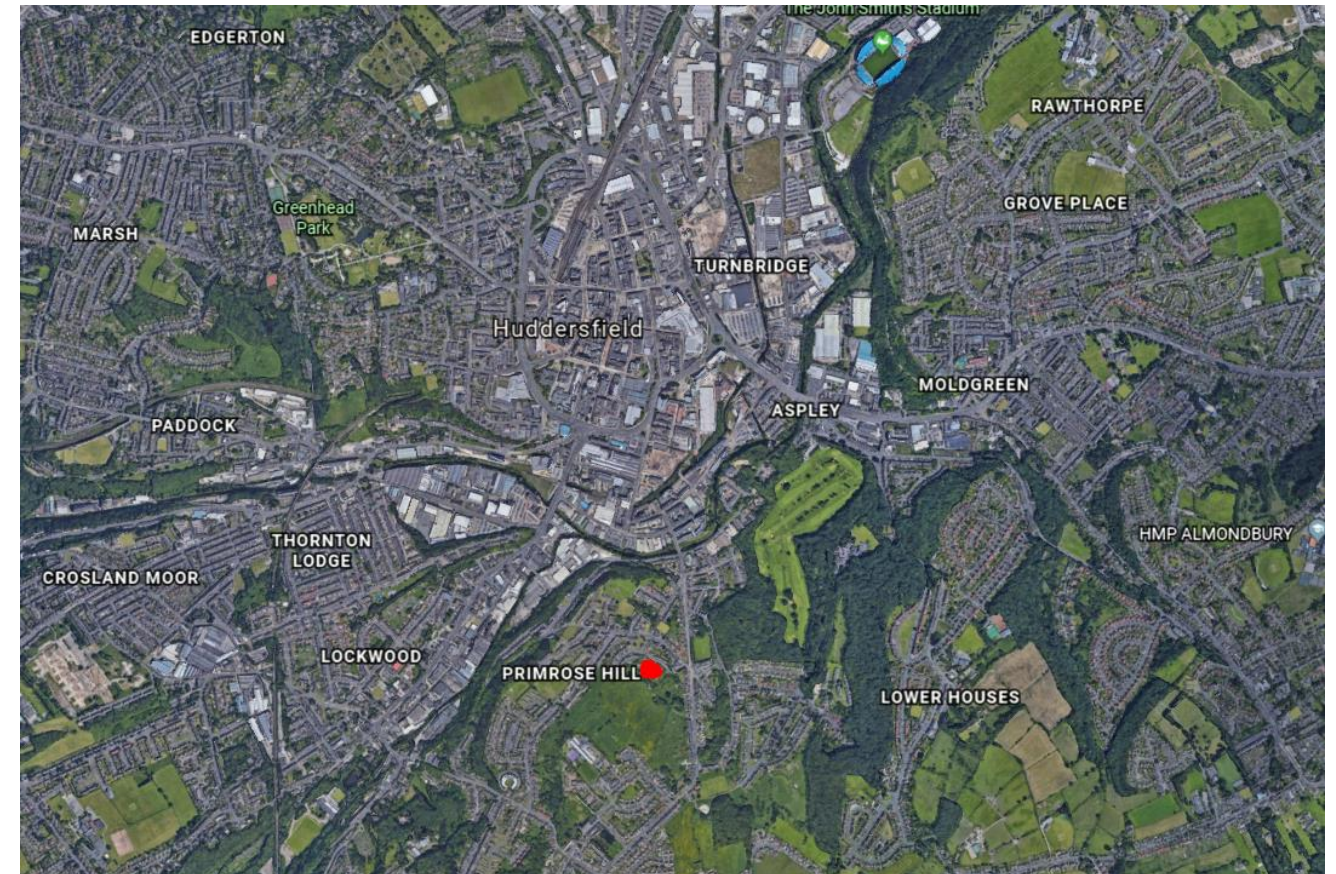 The John Smith's Stadium
EDGERTON
RAWTHORPE
Greenhead
Park
GROVE PLACE
MARSH
TURNBRIDGE
Huddersfield
MOLDGREEN
ASPLEY
PADDOCK
HMP ALMONDBURY
THORNTON
LODGE
CROSLAND MOOR
LOCKWOOD
PRIMROSE HILL
LOWER HOUSES